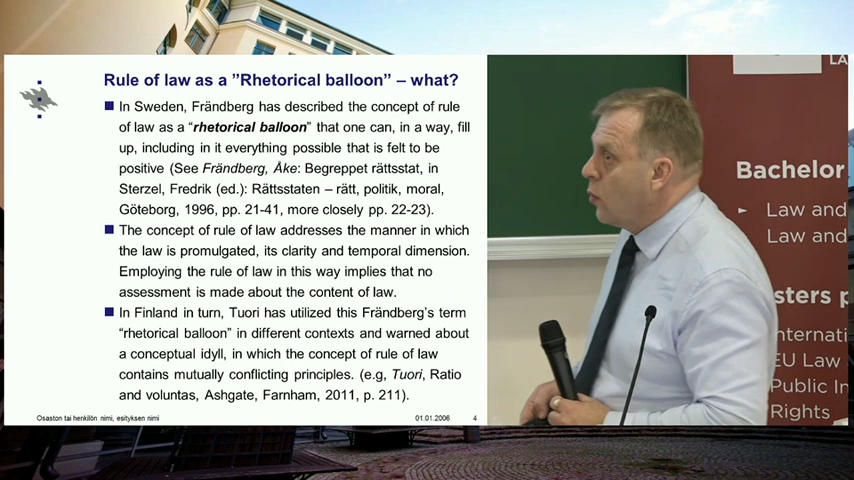 Rule of law as a ”Rhetorical balloon” – what?
In Sweden, Frändberg has described the concept of rule
of law as a “rhetorical balloon” that one can, in a way, fill
up, including in it everything possible that is felt to be
positive (See Frändberg, Åke: Begreppet rättsstat, in
Sterzel, Fredrik (ed.): Rättsstaten – rätt, politik, moral,
Göteborg, 1996, pp. 21-41, more closely pp. 22-23).
The concept of rule of law addresses the manner in which
the law is promulgated, its clarity and temporal dimension.
Employing the rule of law in this way implies that no
assessment is made about the content of law.
In Finland in turn, Tuori has utilized this Frändberg’s term
“rhetorical balloon” in different contexts and warned about
a conceptual idyll, in which the concept of rule of law
contains mutually conflicting principles. (e.g, Tuori, Ratio
and voluntas, Ashgate, Farnham, 2011, p. 211).
Osaston tai henkilön nimi, esityksen nimi 01.01.2006 4
LA
Bachelor
Law and
Law and
sters p
nternati
EU Law
Public In
Rights